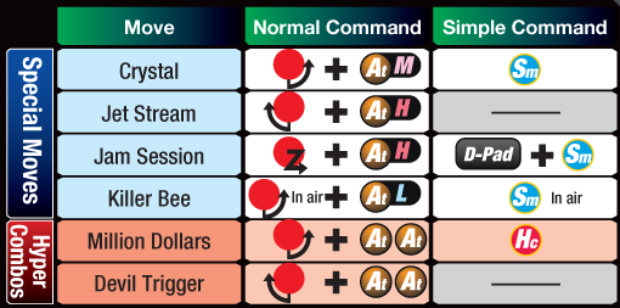 Move Normal Command Simple Command
Special Moves
Crystal + At M Sm
Jet Stream + At H
Jam Session + At H D-Pad + Sm
Killer Bee In air + At L Sm In air
Hyper Combos
Million Dollars + At At Hc
Devil Trigger + At At